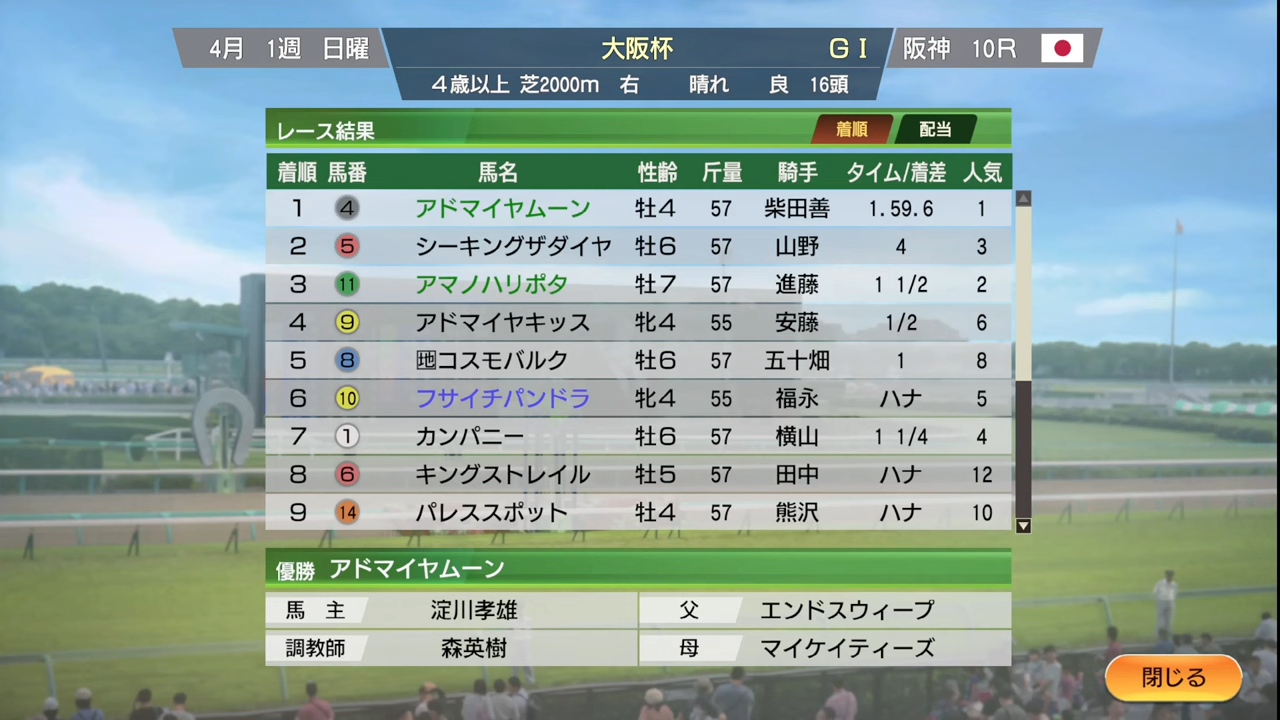 4月 1週 日曜 大阪杯 GⅠ 阪神 10R
4歳以上 芝2000m 右 晴れ 良 16頭
レース結果 着順 配当
着順 馬番 馬名 性齢 斤量 騎手 タイム/着差 人気
1 4 アドマイヤムーン 牡4 57 柴田善 1.59.6 1
2 5 シーキングザダイヤ 牡6 57 山野 4 3
3 11 アマノハリポタ 牡7 57 進藤 1 1/2 2
4 9 アドマイヤキッス 牝4 55 安藤 1/2 6
5 8 地コスモバルク 牡6 57 五十畑 1 8
6 10 フサイチパンドラ 牝4 55 福永 ハナ 5
7 1 カンパニー 牡6 57 横山 1 1/4 4
8 6 キングストレイル 牡5 57 田中 ハナ 12
9 14 パレススポット 牡4 57 熊沢 ハナ 10
優勝 アドマイヤムーン
馬主 淀川孝雄 父 エンドスウィープ
調教師 森英樹 母 マイケイティーズ
閉じる